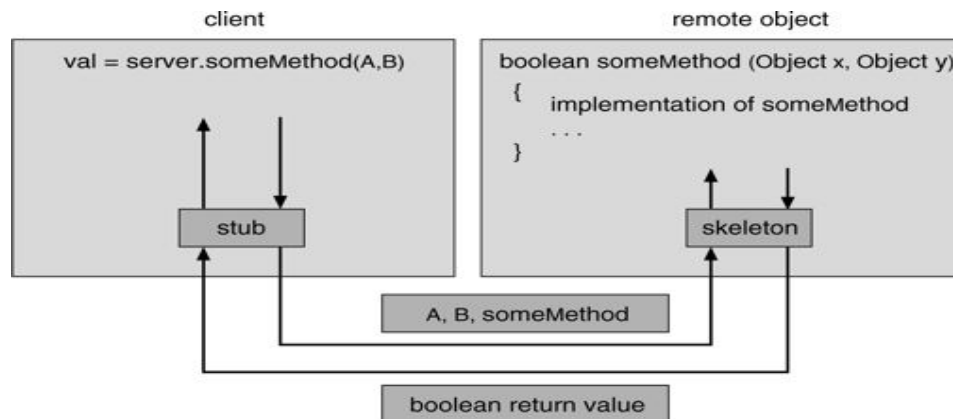 client
val = server.someMethod(A,B)
stub
remote object
boolean someMethod (Object x, Object y)
{
implementation of someMethod
. . .
}
skeleton
A, B, someMethod
boolean return value